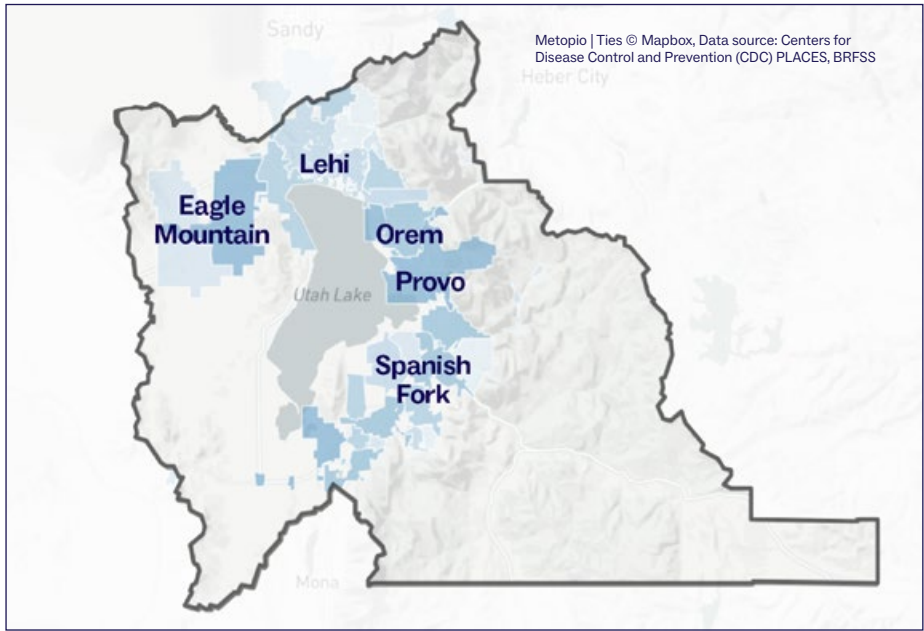 Sandy
Metopio | Ties © Mapbox, Data source: Centers for
Disease Control and Prevention (CDC) PLACES, BRFSS
Heber City
Lehi
Eagle
Mountain
Orem
Provo
Utah Lake
Spanish
Fork
Mona